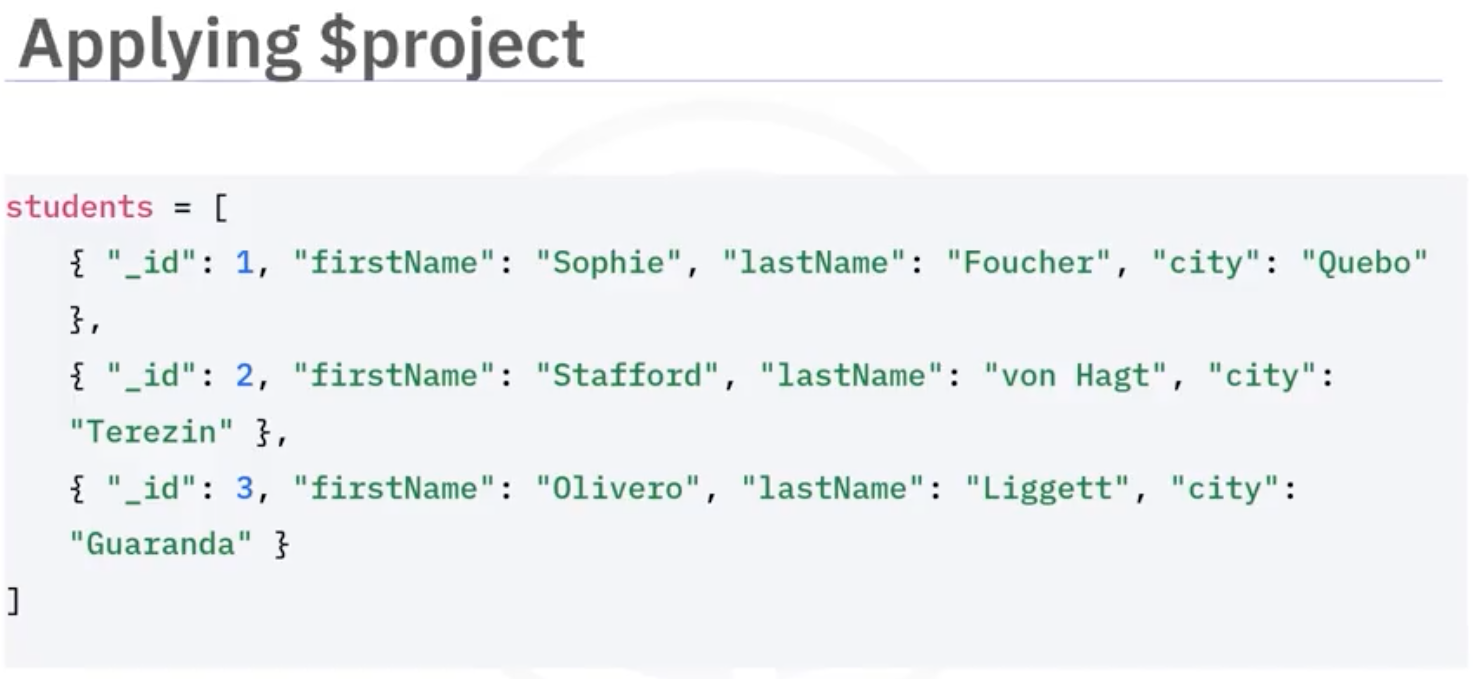 Applying $project
students = [
{ "_id": 1, "firstName": "Sophie", "lastName": "Foucher", "city": "Quebo"
},
{ "_id": 2, "firstName": "Stafford", "lastName": "von Hagt", "city":
"Terezin" },
{ "_id": 3, "firstName": "Olivero", "lastName": "Liggett", "city":
"Guaranda" }
]